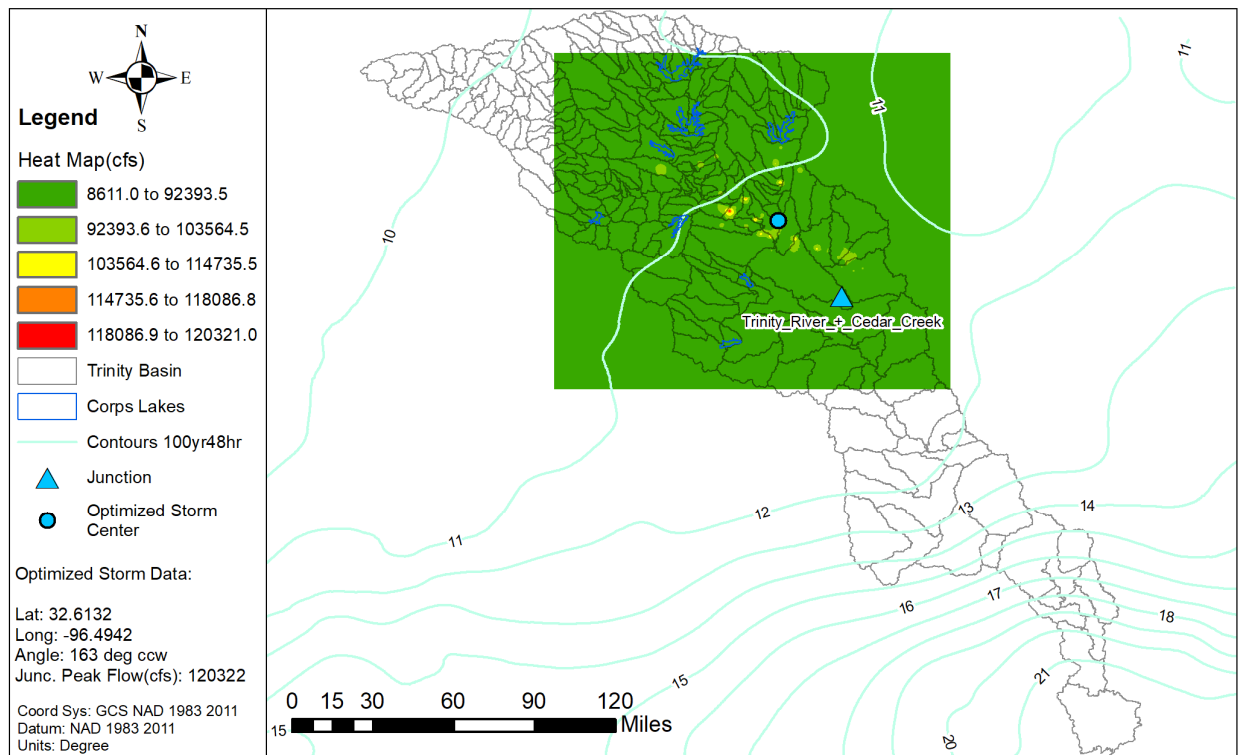 N
W
E
S
Legend
Heat Map(cfs)
8611.0 to 92393.5
92393.6 to 103564.5
103564.6 to 114735.5
114735.6 to 118086.8
118086.9 to 120321.0
Trinity Basin
Corps Lakes
Contours 100yr48hr
Junction
Optimized Storm
Center
Optimized Storm Data:
Lat: 32.6132
Long: -96.4942
Angle: 163 deg ccw
Junc. Peak Flow(cfs): 120322
Coord Sys: GCS NAD 1983 2011
Datum: NAD 1983 2011
Units: Degree
11
11
10
Trinity_River_+_Cedar_Creek
12
13
14
11
16
17
18
15
21
20
15
0 15 30 60 90 120
Miles